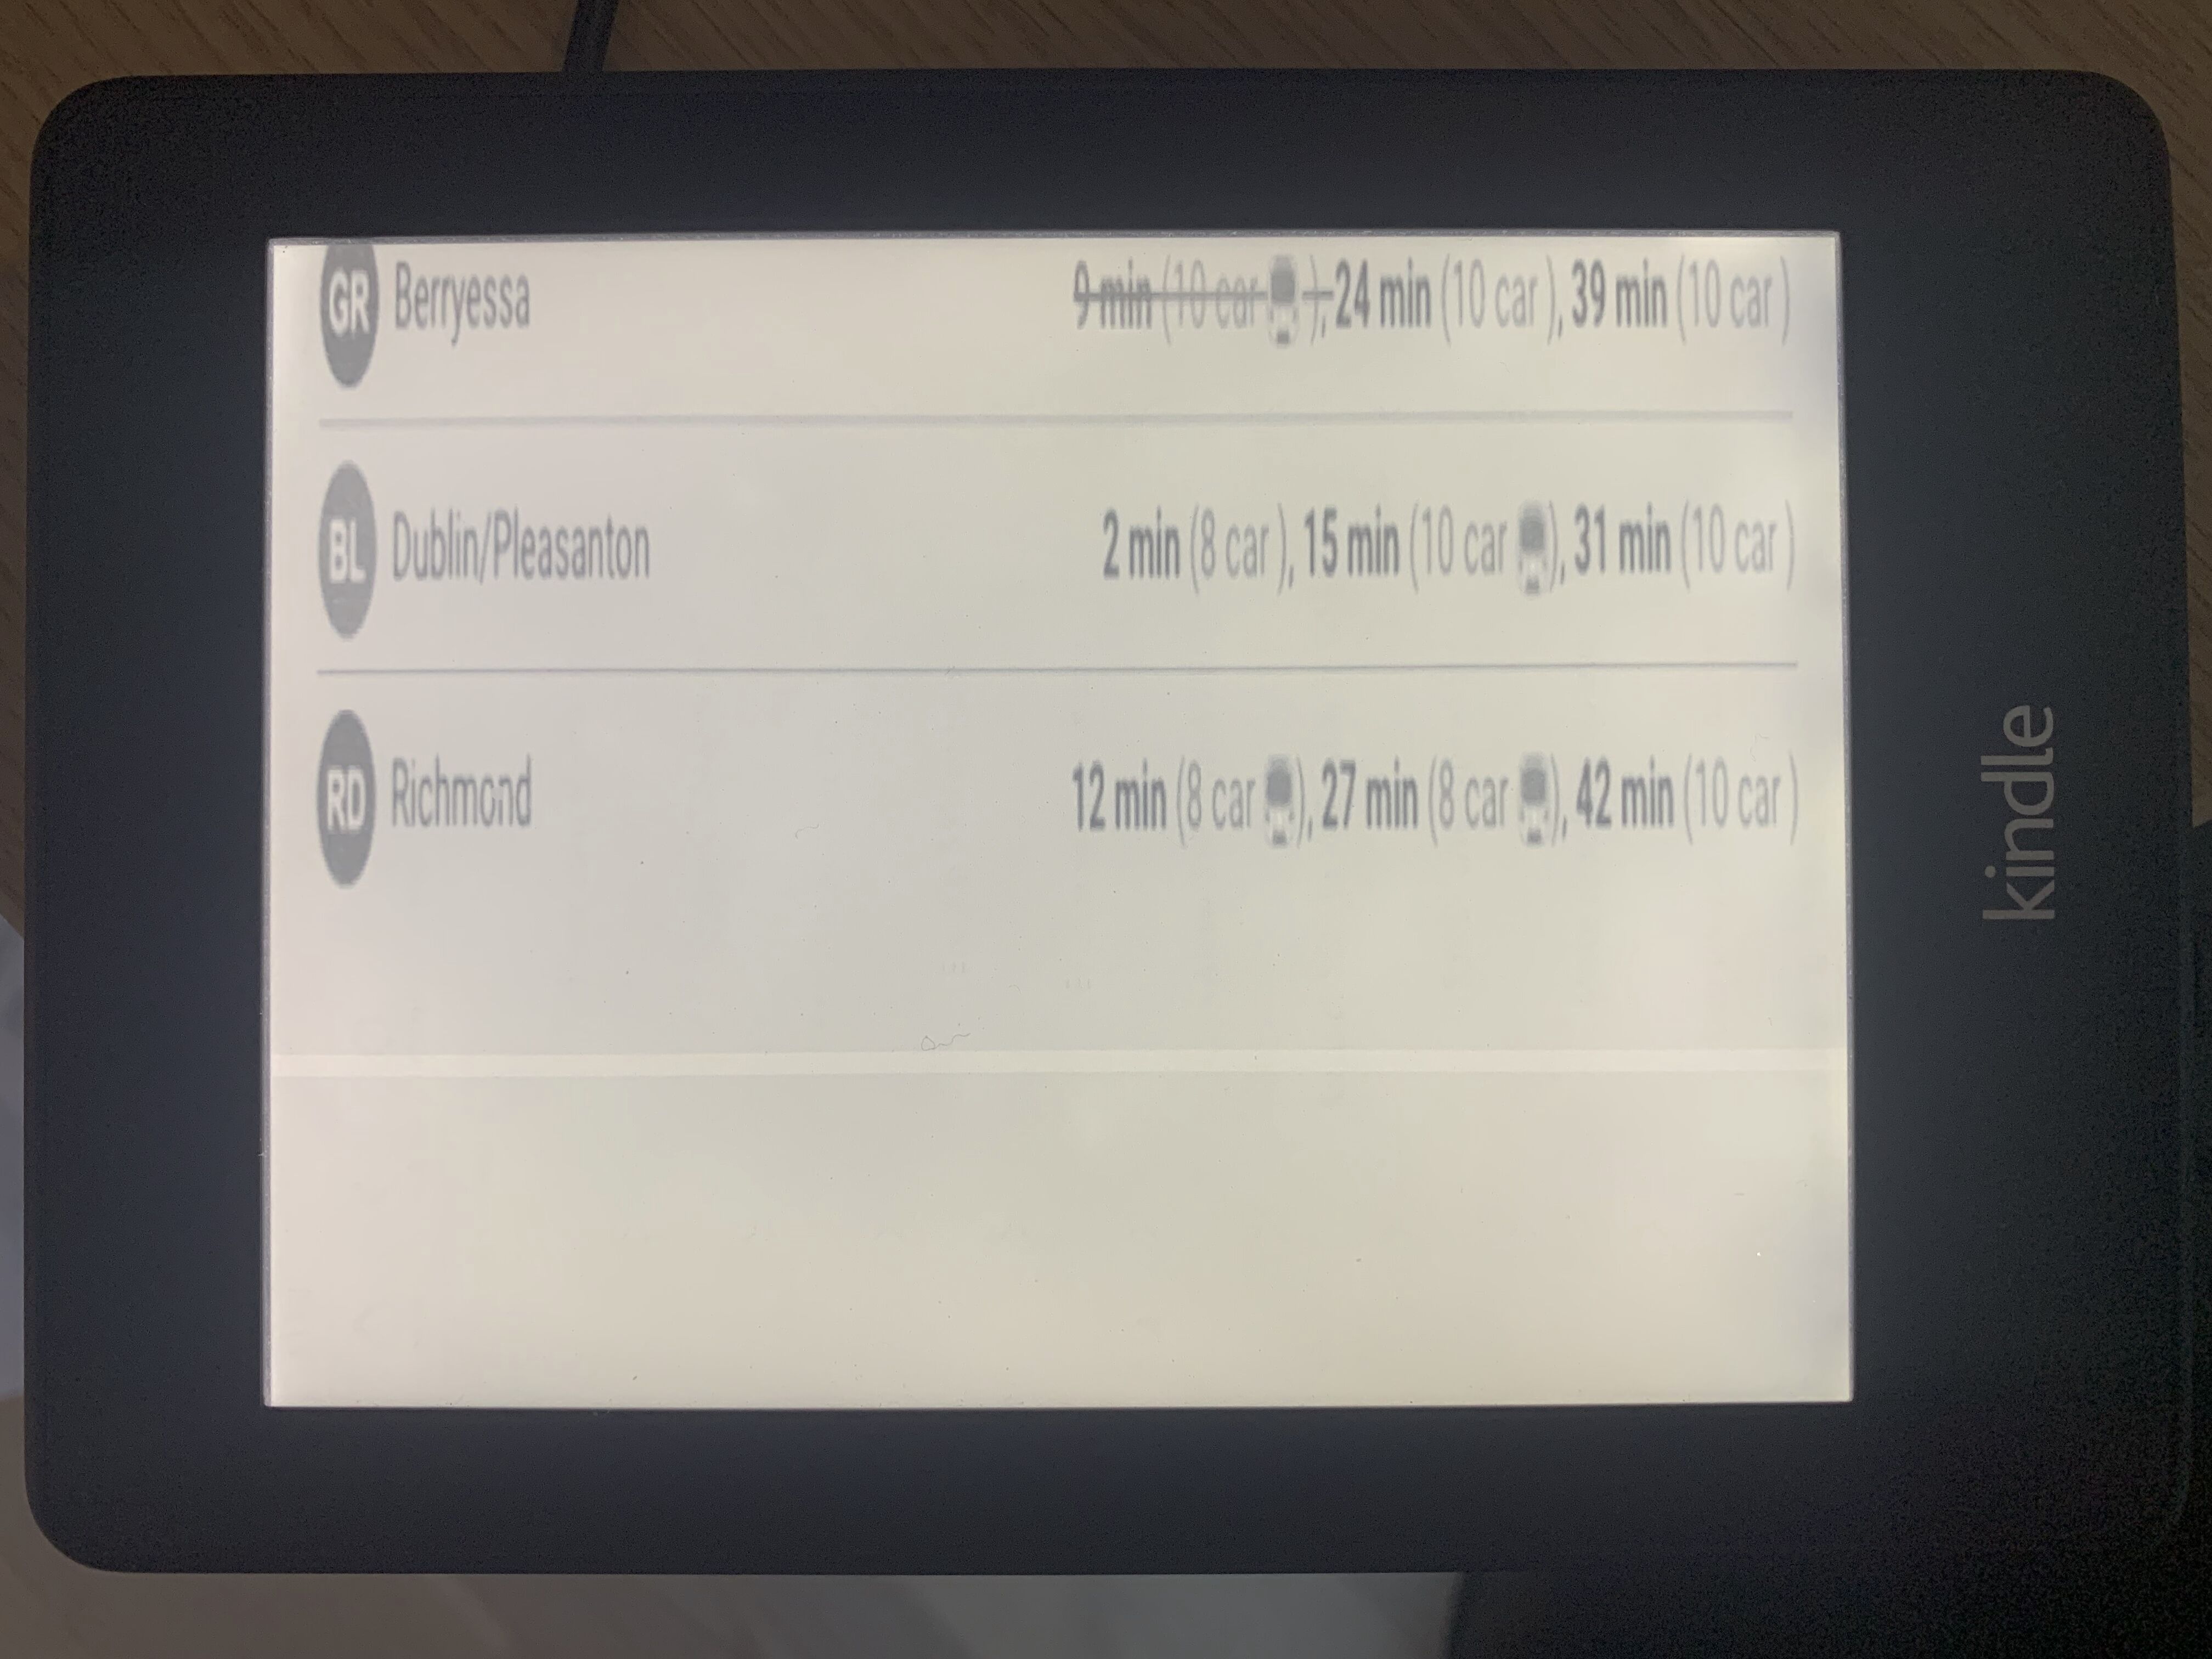 GR Berryessa 9 min (10 car ), 24 min (10 car ), 39 min (10 car )
BL Dublin/Pleasanton 2 min (8 car ), 15 min (10 car ), 31 min (10 car )
RD Richmond 12 min (8 car ), 27 min (8 car ), 42 min (10 car )
kindle